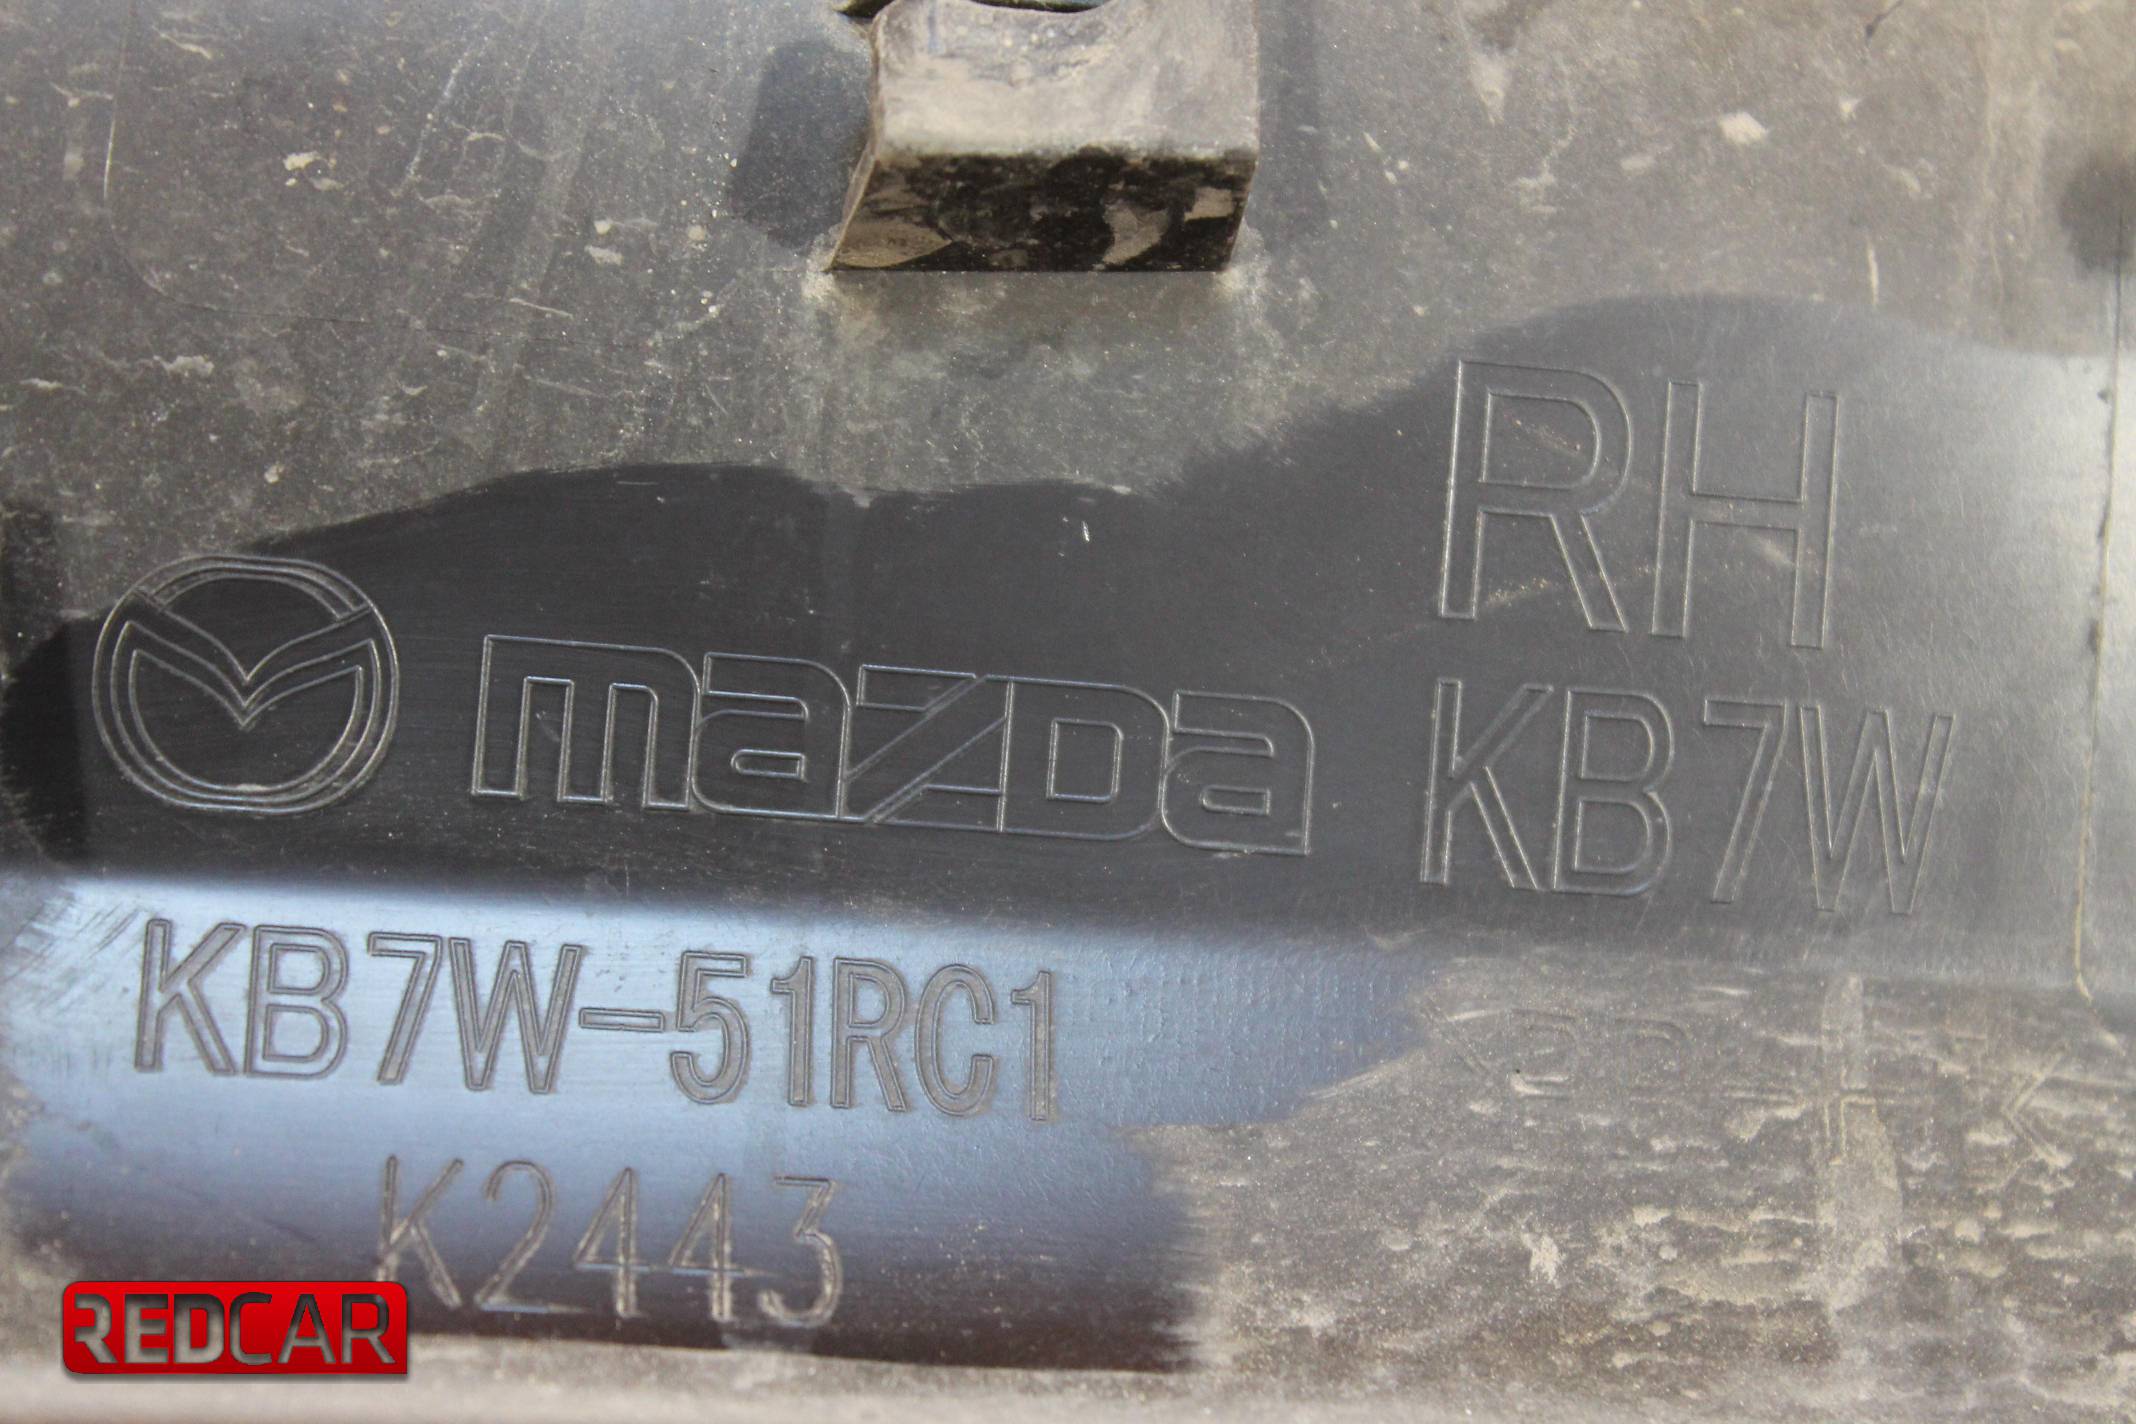 RH
mazda
KB7W
KB7W-51RC1
K2443
REDCAR